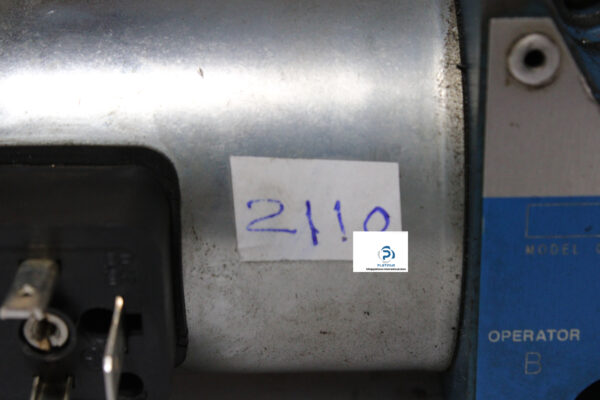 2110
MODEL
OPERATOR
B